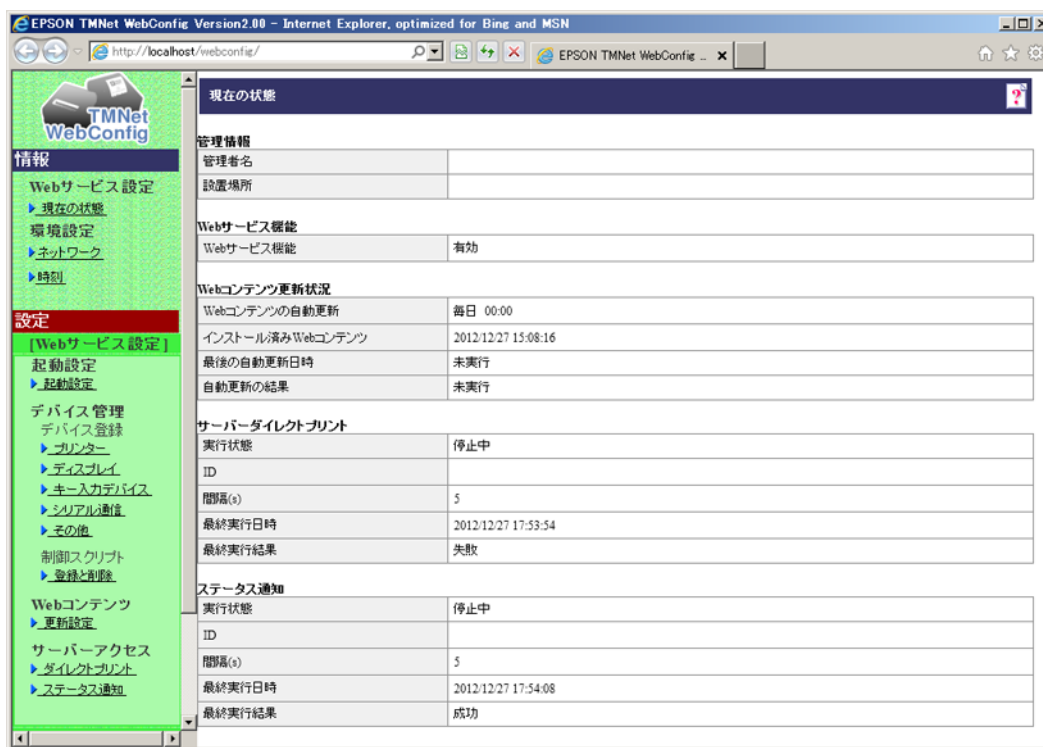 EPSON TMNet WebConfig Version2.00 - Internet Explorer, optimized for Bing and MSN
http://localhost/webconfig/
EPSON TMNet WebConfig ...
TMNet
WebConfig
情報
Webサービス設定
現在の状態
環境設定
ネットワーク
時刻
設定
[Webサービス設定]
起動設定
起動設定
デバイス管理
デバイス登録
プリンター
ディスプレイ
キー入力デバイス
シリアル通信
その他
制御スクリプト
登録と削除
Webコンテンツ
更新設定
サーバーアクセス
ダイレクトプリント
ステータス通知
現在の状態
?
管理情報
管理者名
設置場所
Webサービス機能
Webサービス機能 有効
Webコンテンツ更新状況
Webコンテンツの自動更新 毎日 00:00
インストール済みWebコンテンツ 2012/12/27 15:08:16
最後の自動更新日時 未実行
自動更新の結果 未実行
サーバーダイレクトプリント
実行状態 停止中
ID
間隔(s) 5
最終実行日時 2012/12/27 17:53:54
最終実行結果 失敗
ステータス通知
実行状態 停止中
ID
間隔(s) 5
最終実行日時 2012/12/27 17:54:08
最終実行結果 成功